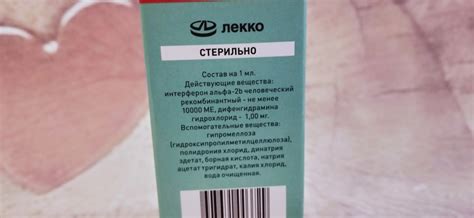 лекко
СТЕРИЛЬНО
Состав на 1 мл.
Действующие вещества:
интерферон альфа-2b человеческий
рекомбинантный - не менее
10000 МЕ, дифенгидрамина
гидрохлорид - 1,00 мг.
Вспомогательные вещества:
гипромеллоза
(гидроксипропилметилцеллюлоза),
полидрония хлорид, динатрия
эдетат, борная кислота, натрия
ацетат тригидрат, калия хлорид,
вода очищенная.